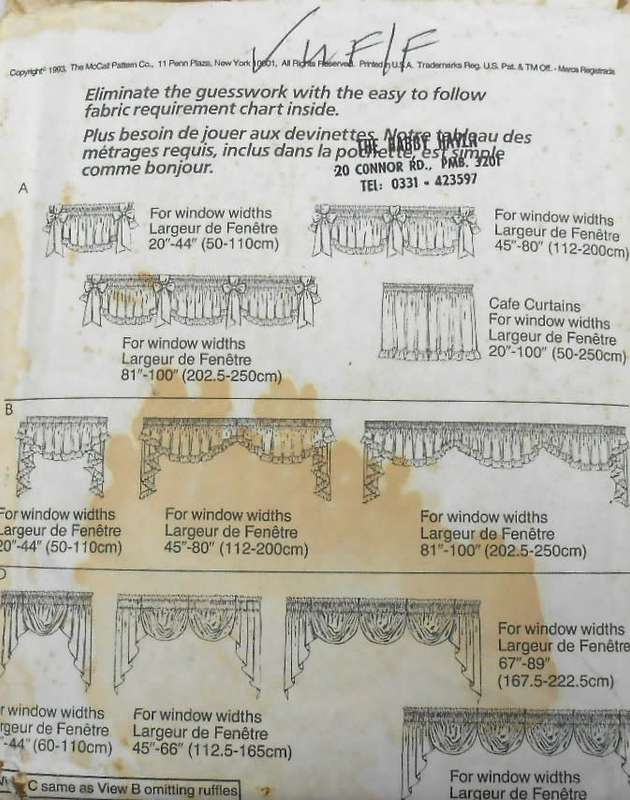 Copyright© 1993, The McCall Pattern Co., 11 Penn Plaza, New York 10001, All Rights Reserved. Printed in U.S.A. Trademarks Reg. U.S. Pat. & TM Off. - Marca Registrada
Eliminate the guesswork with the easy to follow
fabric requirement chart inside.
Plus besoin de jouer aux devinettes. Notre tableau des
métrages requis, inclus dans la pochette, est simple
comme bonjour.
THE HABBY HAVEN
20 CONNOR RD., PMB. 3201
TEL: 0331 - 423597
A
For window widths
Largeur de Fenêtre
20"-44" (50-110cm)
For window widths
Largeur de Fenêtre
45"-80" (112-200cm)
For window widths
Largeur de Fenêtre
81"-100" (202.5-250cm)
Cafe Curtains
For window widths
Largeur de Fenêtre
20"-100" (50-250cm)
B
For window widths
Largeur de Fenêtre
20"-44" (50-110cm)
For window widths
Largeur de Fenêtre
45"-80" (112-200cm)
For window widths
Largeur de Fenêtre
81"-100" (202.5-250cm)
D
For window widths
Largeur de Fenêtre
67"-89"
(167.5-222.5cm)
r window widths
rgeur de Fenêtre
"-44" (60-110cm)
For window widths
Largeur de Fenêtre
45"-66" (112.5-165cm)
For window widths
Largeur de Fenêtre
C same as View B omitting ruffles